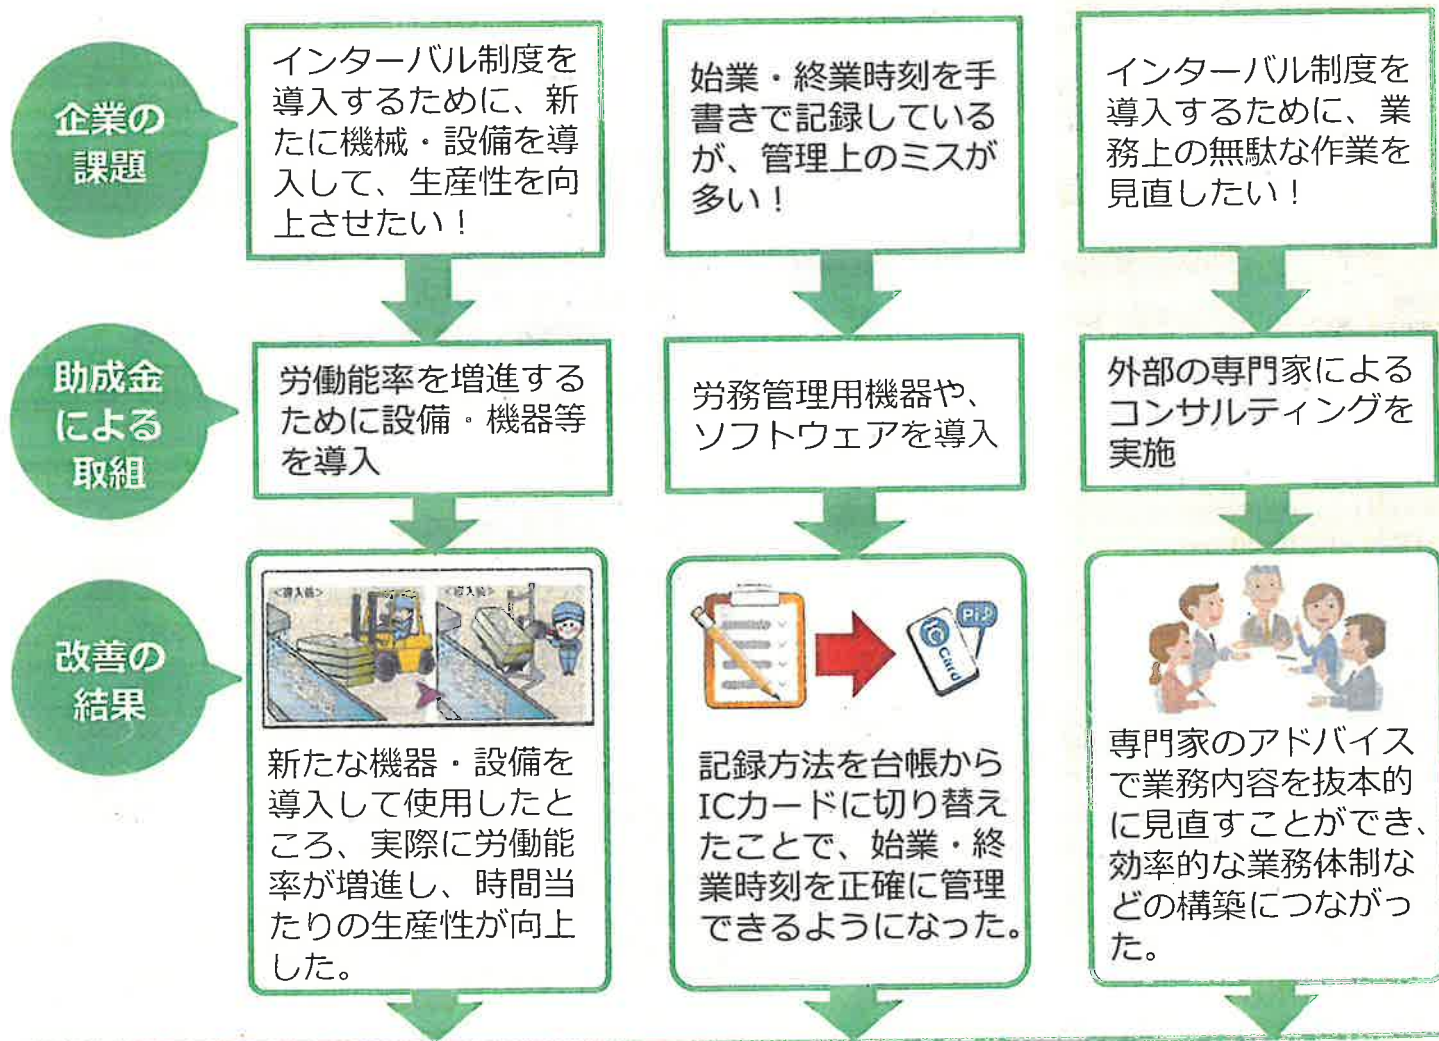 企業の
課題
インターバル制度を
導入するために、新
たに機械・設備を導
入して、生産性を向
上させたい！
始業・終業時刻を手
書きで記録している
が、管理上のミスが
多い！
インターバル制度を
導入するために、業
務上の無駄な作業を
見直したい！
助成金
による
取組
労働能率を増進する
ために設備・機器等
を導入
労務管理用機器や、
ソフトウェアを導入
外部の専門家による
コンサルティングを
実施
改善の
結果
<導入前>
<導入後>
新たな機器・設備を
導入して使用したと
ころ、実際に労働能
率が増進し、時間当
たりの生産性が向上
した。
Pi♪
IC Card
記録方法を台帳から
ICカードに切り替え
たことで、始業・終
業時刻を正確に管理
できるようになった。
専門家のアドバイス
で業務内容を抜本的
に見直すことができ、
効率的な業務体制な
どの構築につながっ
た。